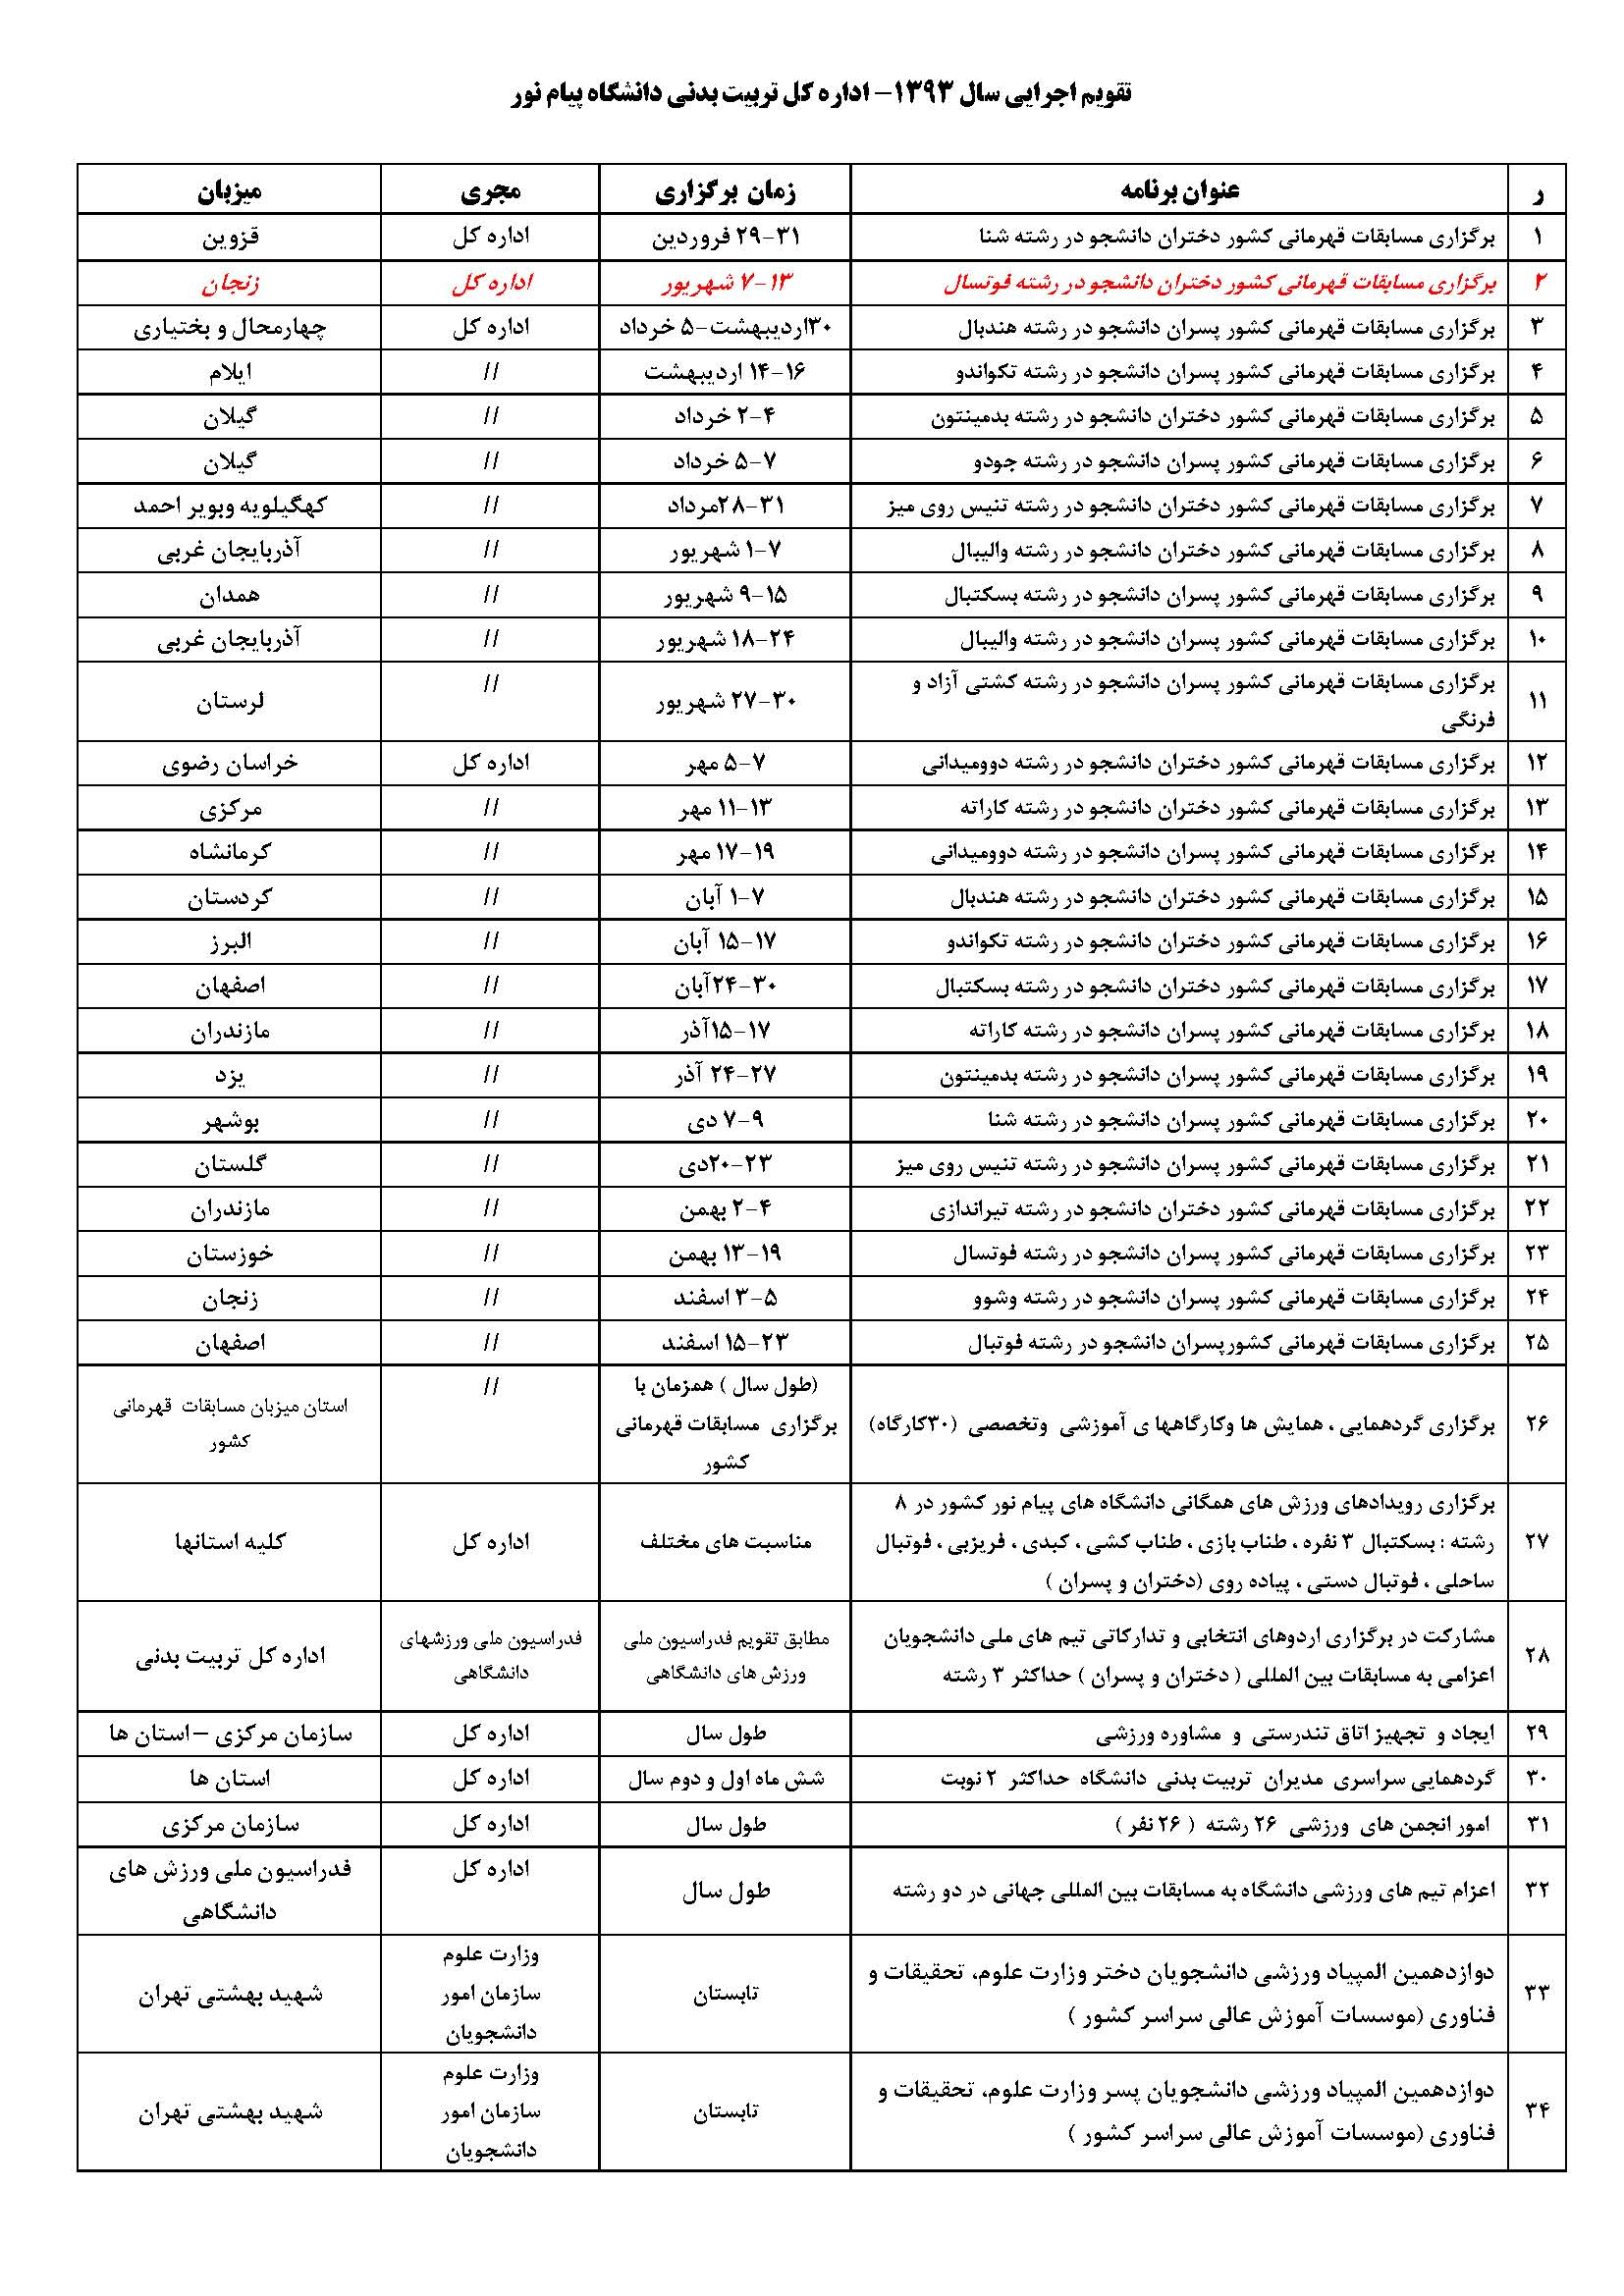 تقویم اجرایی سال ۱۳۹۳- اداره کل تربیت بدنی دانشگاه پیام نور
ر عنوان برنامه زمان برگزاری مجری میزبان
۱ برگزاری مسابقات قهرمانی کشور دختران دانشجو در رشته شنا ۳۱-۲۹ فروردین اداره کل قزوین
۲ برگزاری مسابقات قهرمانی کشور دختران دانشجو در رشته فوتسال ۱۳-۷ شهریور اداره کل زنجان
۳ برگزاری مسابقات قهرمانی کشور پسران دانشجو در رشته هندبال ۳۰اردیبهشت-۵ خرداد اداره کل چهارمحال و بختیاری
۴ برگزاری مسابقات قهرمانی کشور پسران دانشجو در رشته تکواندو ۱۶-۱۴ اردیبهشت // ایلام
۵ برگزاری مسابقات قهرمانی کشور دختران دانشجو در رشته بدمینتون ۴-۲ خرداد // گیلان
۶ برگزاری مسابقات قهرمانی کشور پسران دانشجو در رشته جودو ۷-۵ خرداد // گیلان
۷ برگزاری مسابقات قهرمانی کشور دختران دانشجو در رشته تنیس روی میز ۳۱-۲۸مرداد // کهگیلویه وبویر احمد
۸ برگزاری مسابقات قهرمانی کشور دختران دانشجو در رشته والیبال ۷-۱ شهریور // آذربایجان غربی
۹ برگزاری مسابقات قهرمانی کشور پسران دانشجو در رشته بسکتبال ۱۵-۹ شهریور // همدان
۱۰ برگزاری مسابقات قهرمانی کشور پسران دانشجو در رشته والیبال ۲۴-۱۸ شهریور // آذربایجان غربی
۱۱ برگزاری مسابقات قهرمانی کشور پسران دانشجو در رشته کشتی آزاد و
فرنگی ۳۰-۲۷ شهریور // لرستان
۱۲ برگزاری مسابقات قهرمانی کشور دختران دانشجو در رشته دوومیدانی ۷-۵ مهر اداره کل خراسان رضوی
۱۳ برگزاری مسابقات قهرمانی کشور دختران دانشجو در رشته کاراته ۱۳-۱۱ مهر // مرکزی
۱۴ برگزاری مسابقات قهرمانی کشور پسران دانشجو در رشته دوومیدانی ۱۹-۱۷ مهر // کرمانشاه
۱۵ برگزاری مسابقات قهرمانی کشور دختران دانشجو در رشته هندبال ۷-۱ آبان // کردستان
۱۶ برگزاری مسابقات قهرمانی کشور دختران دانشجو در رشته تکواندو ۱۷-۱۵ آبان // البرز
۱۷ برگزاری مسابقات قهرمانی کشور دختران دانشجو در رشته بسکتبال ۳۰-۲۴آبان // اصفهان
۱۸ برگزاری مسابقات قهرمانی کشور پسران دانشجو در رشته کاراته ۱۷-۱۵آذر // مازندران
۱۹ برگزاری مسابقات قهرمانی کشور پسران دانشجو در رشته بدمینتون ۲۷-۲۴ آذر // یزد
۲۰ برگزاری مسابقات قهرمانی کشور پسران دانشجو در رشته شنا ۹-۷ دی // بوشهر
۲۱ برگزاری مسابقات قهرمانی کشور پسران دانشجو در رشته تنیس روی میز ۲۳-۲۰دی // گلستان
۲۲ برگزاری مسابقات قهرمانی کشور دختران دانشجو در رشته تیراندازی ۴-۲ بهمن // مازندران
۲۳ برگزاری مسابقات قهرمانی کشور پسران دانشجو در رشته فوتسال ۱۹-۱۳ بهمن // خوزستان
۲۴ برگزاری مسابقات قهرمانی کشور پسران دانشجو در رشته وشوو ۵-۳ اسفند // زنجان
۲۵ برگزاری مسابقات قهرمانی کشورپسران دانشجو در رشته فوتبال ۲۳-۱۵ اسفند // اصفهان
۲۶ برگزاری گردهمایی ، همایش ها وکارگاهها ی آموزشی وتخصصی (۳۰کارگاه) (طول سال ) همزمان با
برگزاری مسابقات قهرمانی
کشور // استان میزبان مسابقات قهرمانی
کشور
۲۷ برگزاری رویدادهای ورزش های همگانی دانشگاه های پیام نور کشور در ۸
رشته : بسکتبال ۳ نفره ، طناب بازی ، طناب کشی ، کبدی ، فریزبی ، فوتبال
ساحلی ، فوتبال دستی ، پیاده روی (دختران و پسران ) مناسبت های مختلف اداره کل کلیه استانها
۲۸ مشارکت در برگزاری اردوهای انتخابی و تدارکاتی تیم های ملی دانشجویان
اعزامی به مسابقات بین المللی ( دختران و پسران ) حداکثر ۳ رشته مطابق تقویم فدراسیون ملی
ورزش های دانشگاهی فدراسیون ملی ورزشهای
دانشگاهی اداره کل تربیت بدنی
۲۹ ایجاد و تجهیز اتاق تندرستی و مشاوره ورزشی طول سال اداره کل سازمان مرکزی –استان ها
۳۰ گردهمایی سراسری مدیران تربیت بدنی دانشگاه حداکثر ۲ نوبت شش ماه اول و دوم سال اداره کل استان ها
۳۱ امور انجمن های ورزشی ۲۶ رشته ( ۲۶ نفر ) طول سال اداره کل سازمان مرکزی
۳۲ اعزام تیم های ورزشی دانشگاه به مسابقات بین المللی جهانی در دو رشته طول سال اداره کل فدراسیون ملی ورزش های
دانشگاهی
۳۳ دوازدهمین المپیاد ورزشی دانشجویان دختر وزارت علوم، تحقیقات و
فناوری (موسسات آموزش عالی سراسر کشور ) تابستان وزارت علوم
سازمان امور
دانشجویان شهید بهشتی تهران
۳۴ دوازدهمین المپیاد ورزشی دانشجویان پسر وزارت علوم، تحقیقات و
فناوری (موسسات آموزش عالی سراسر کشور ) تابستان وزارت علوم
سازمان امور
دانشجویان شهید بهشتی تهران